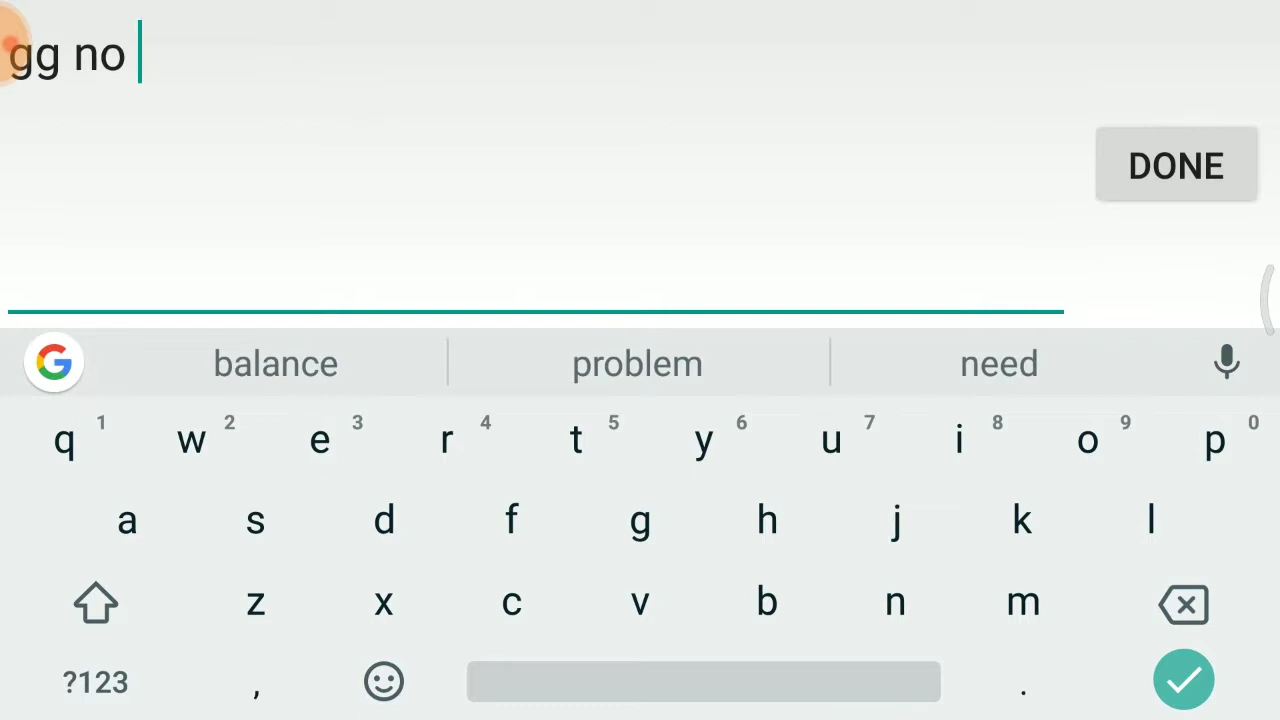 gg no
DONE
balance problem need
q 1 w 2 e 3 r 4 t 5 y 6 u 7 i 8 o 9 p 0
a s d f g h j k l
z x c v b n m
?123 , .